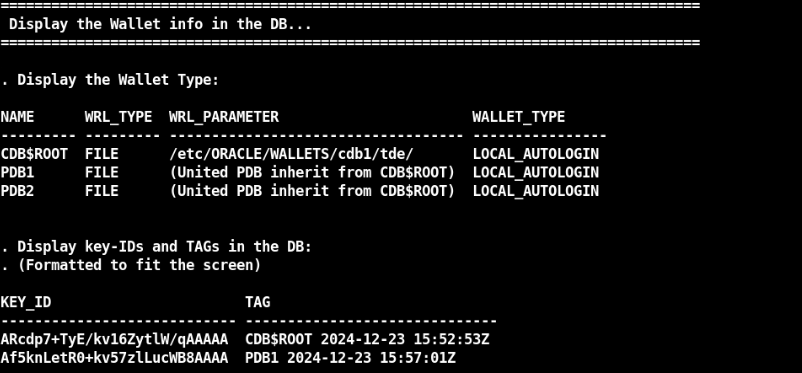 ===================================================================================
 Display the Wallet info in the DB...
===================================================================================
. Display the Wallet Type:
NAME      WRL_TYPE  WRL_PARAMETER                       WALLET_TYPE
--------- --------- ----------------------------------- ----------------
CDB$ROOT  FILE      /etc/ORACLE/WALLETS/cdb1/tde/       LOCAL_AUTOLOGIN
PDB1      FILE      (United PDB inherit from CDB$ROOT)  LOCAL_AUTOLOGIN
PDB2      FILE      (United PDB inherit from CDB$ROOT)  LOCAL_AUTOLOGIN
. Display key-IDs and TAGs in the DB:
. (Formatted to fit the screen)
KEY_ID                       TAG
---------------------------- ------------------------------
ARcdp7+TyE/kv16ZytlW/qAAAAA  CDB$ROOT 2024-12-23 15:52:53Z
Af5knLetR0+kv57zlLucWB8AAAA  PDB1 2024-12-23 15:57:01Z